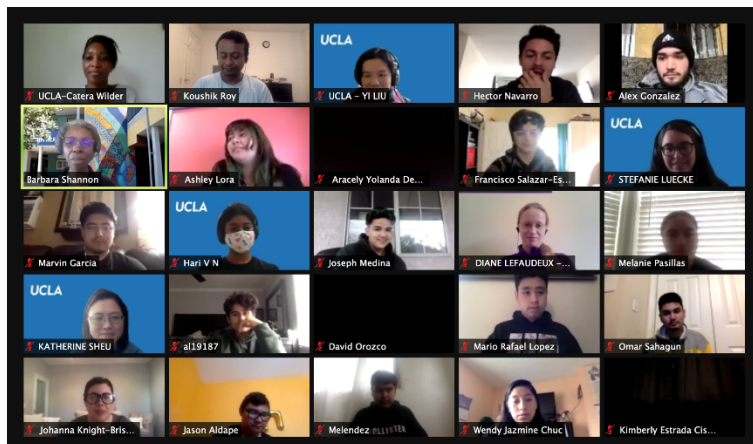 UCLA-Catera Wilder
Koushik Roy
UCLA
UCLA - YI LIU
Hector Navarro
Alex Gonzalez
Barbara Shannon
Ashley Lora
Aracely Yolanda De...
Francisco Salazar-Es...
UCLA
STEFANIE LUECKE
Marvin Garcia
UCLA
Hari V N
Joseph Medina
DIANE LEFAUDEUX -...
Melanie Pasillas
UCLA
KATHERINE SHEU
al19187
David Orozco
Mario Rafael Lopez
Omar Sahagun
Johanna Knight-Bris...
Jason Aldape
Melendez
Wendy Jazmine Chuc
Kimberly Estrada Cis...